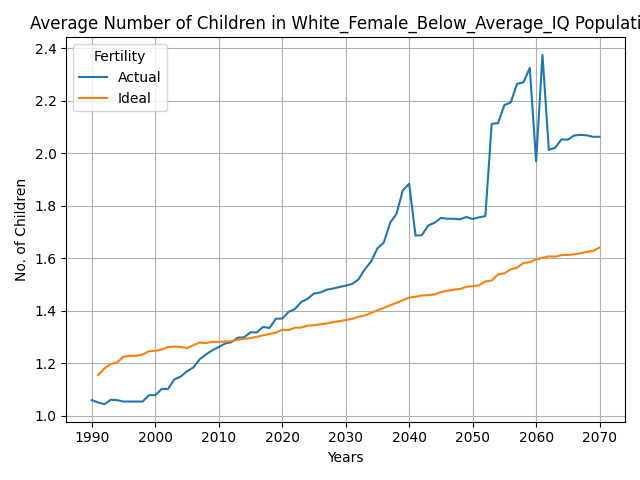 Average Number of Children in White_Female_Below_Average_IQ Populati
Fertility
Actual
Ideal
2.4
2.2
2.0
1.8
1.6
1.4
1.2
1.0
No. of Children
1990 2000 2010 2020 2030 2040 2050 2060 2070
Years